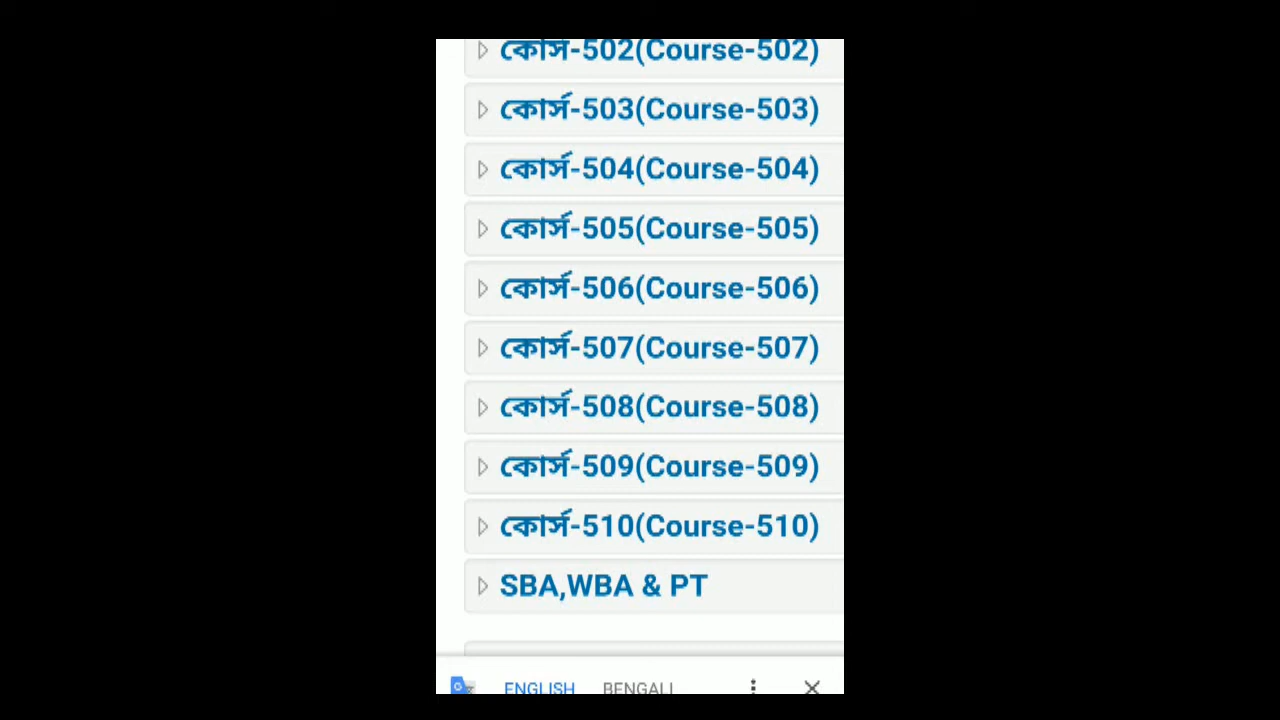 কোর্স-502(Course-502)
কোর্স-503(Course-503)
কোর্স-504(Course-504)
কোর্স-505(Course-505)
কোর্স-506(Course-506)
কোর্স-507(Course-507)
কোর্স-508(Course-508)
কোর্স-509(Course-509)
কোর্স-510(Course-510)
SBA,WBA & PT
ENGLISH BENGALI